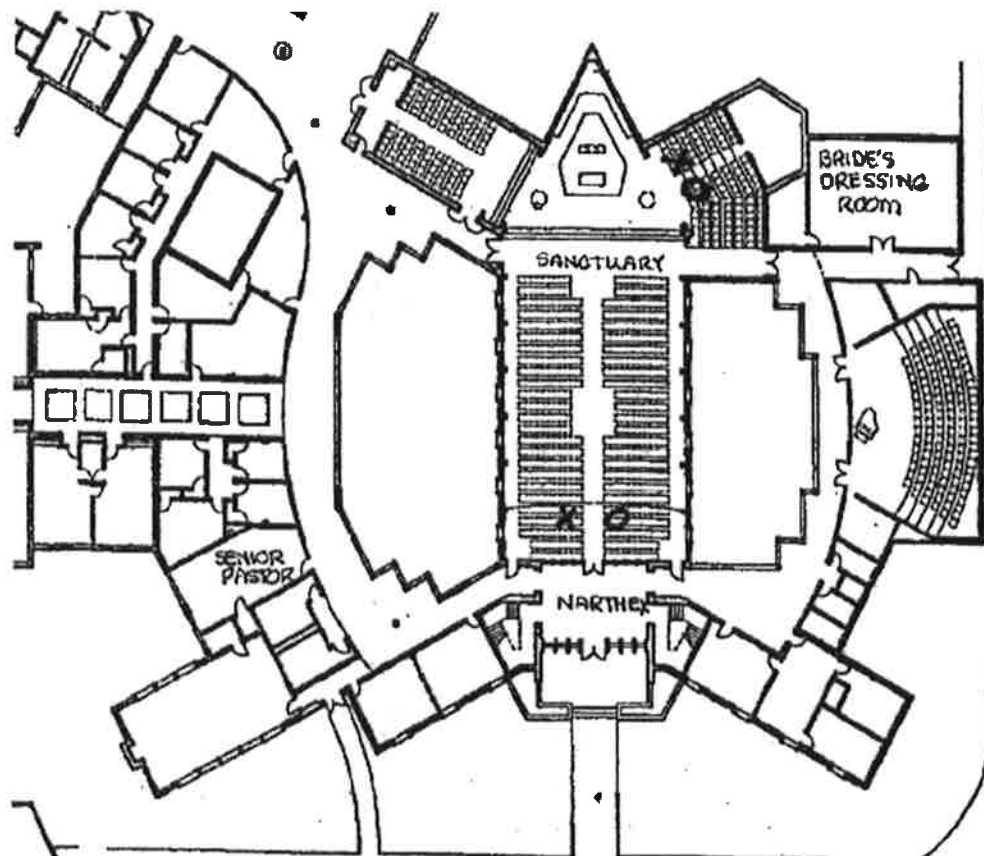 BRIDE'S
DRESSING
ROOM
SANCTUARY
X
O
X O
SENIOR
PASTOR
NARTHEX